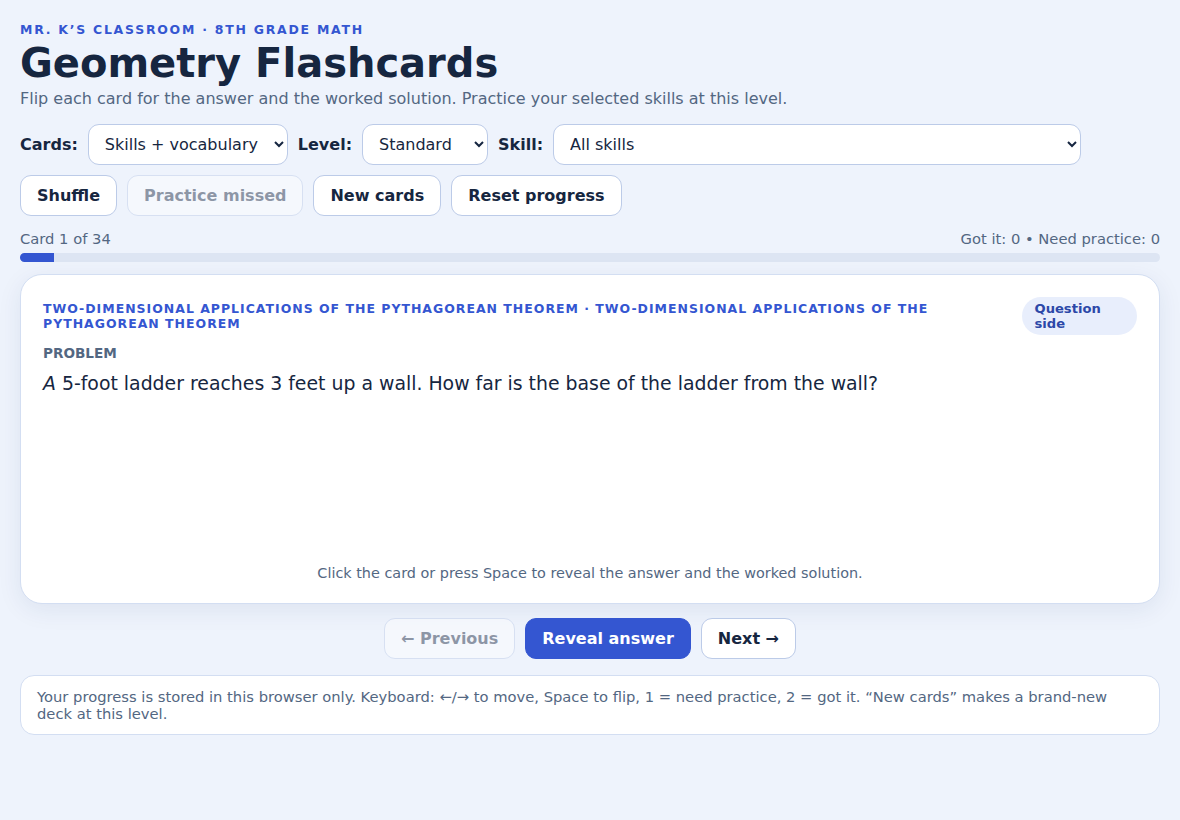 MR. K’S CLASSROOM · 8TH GRADE MATH
Geometry Flashcards
Flip each card for the answer and the worked solution. Practice your selected skills at this level.
Cards: Skills + vocabulary Level: Standard Skill: All skills
Shuffle Practice missed New cards Reset progress
Card 1 of 34 Got it: 0 • Need practice: 0
TWO-DIMENSIONAL APPLICATIONS OF THE PYTHAGOREAN THEOREM · TWO-DIMENSIONAL APPLICATIONS OF THE
PYTHAGOREAN THEOREM
Question
side
PROBLEM
A 5-foot ladder reaches 3 feet up a wall. How far is the base of the ladder from the wall?
Click the card or press Space to reveal the answer and the worked solution.
← Previous Reveal answer Next →
Your progress is stored in this browser only. Keyboard: ←/→ to move, Space to flip, 1 = need practice, 2 = got it. “New cards” makes a brand-new
deck at this level.